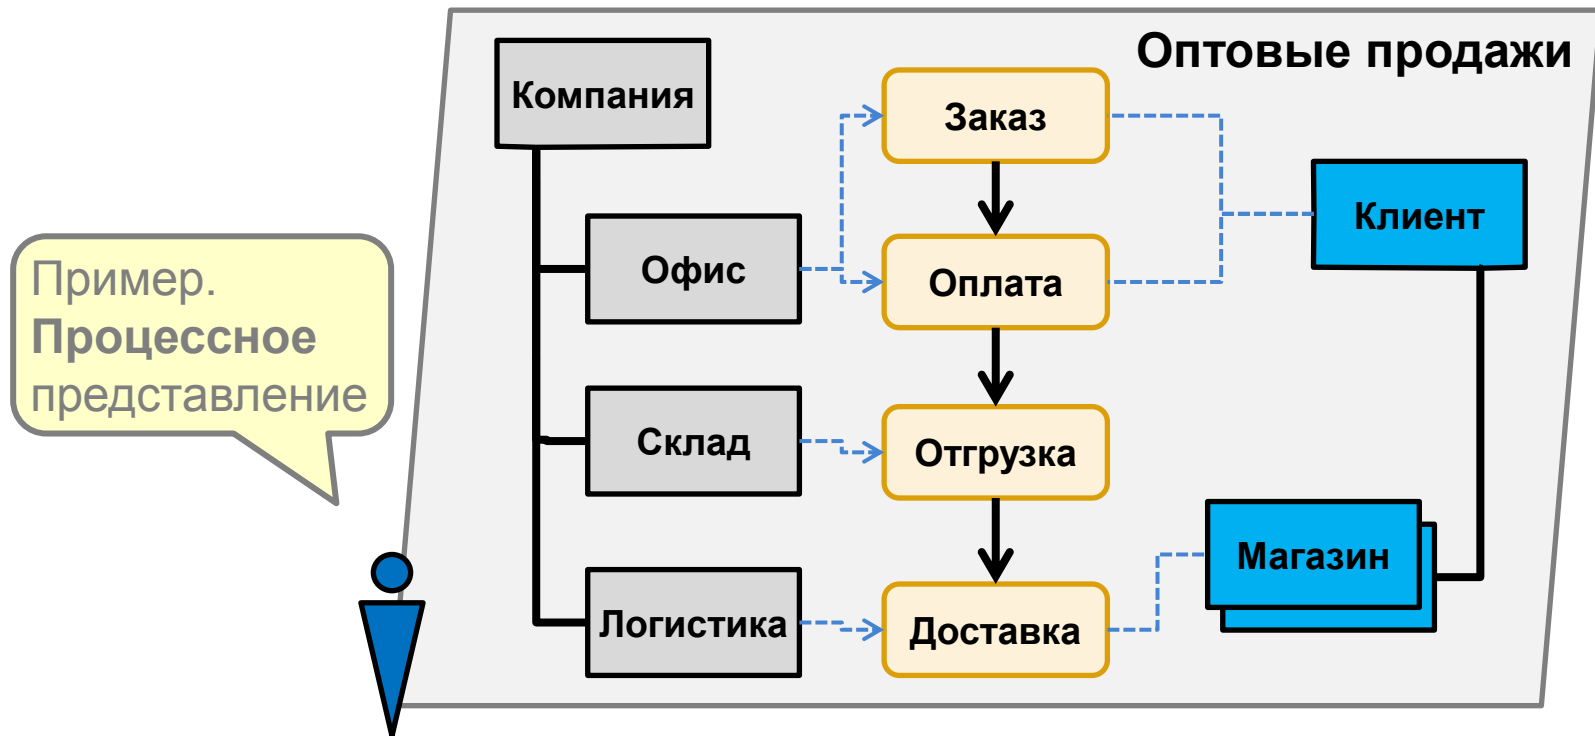 Оптовые продажи
Компания
Заказ
Клиент
Офис
Оплата
Пример.
Процессное
представление
Склад
Отгрузка
Магазин
Логистика
Доставка